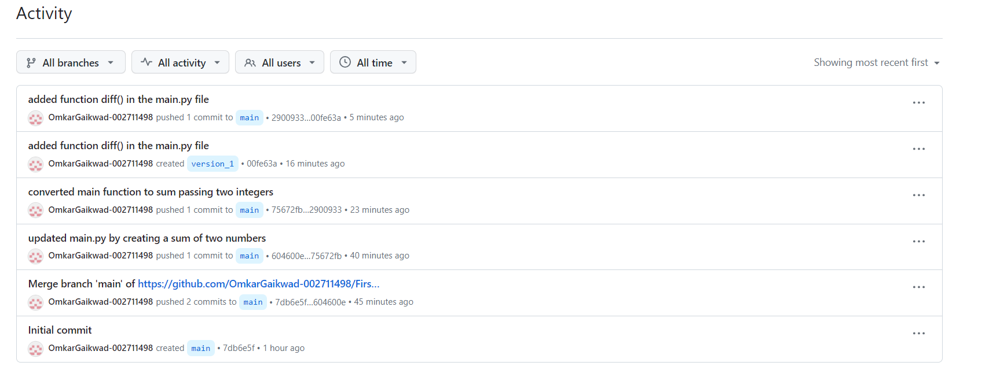 Activity
All branches All activity All users All time Showing most recent first
added function diff() in the main.py file
OmkarGaikwad-002711498 pushed 1 commit to main • 2900933...00fe63a • 5 minutes ago
added function diff() in the main.py file
OmkarGaikwad-002711498 created version_1 • 00fe63a • 16 minutes ago
converted main function to sum passing two integers
OmkarGaikwad-002711498 pushed 1 commit to main • 75672fb...2900933 • 23 minutes ago
updated main.py by creating a sum of two numbers
OmkarGaikwad-002711498 pushed 1 commit to main • 604600e...75672fb • 40 minutes ago
Merge branch 'main' of https://github.com/OmkarGaikwad-002711498/Firs...
OmkarGaikwad-002711498 pushed 2 commits to main • 7db6e5f...604600e • 45 minutes ago
Initial commit
OmkarGaikwad-002711498 created main • 7db6e5f • 1 hour ago